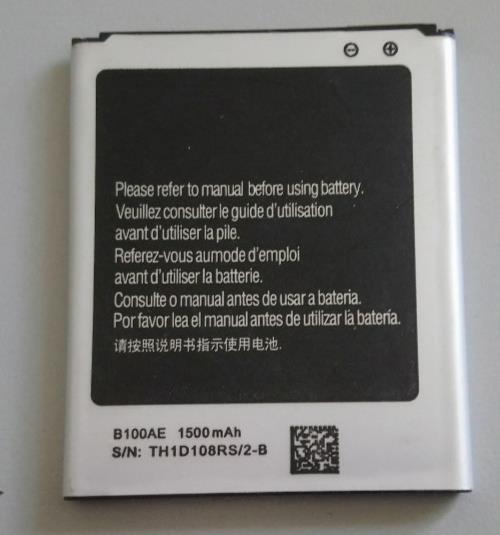 Please refer to manual before using battery.
Veuillez consulter le guide d'utilisation
avant d'utiliser la pile.
Referez-vous aumode d'emploi
avant d'utiliser la batterie.
Consulte o manual antes de usar a bateria.
Por favor lea el manual antes de utilizar là batería.
请按照说明书指示使用电池.
B100AE 1500mAh
S/N: TH1D108RS/2-B